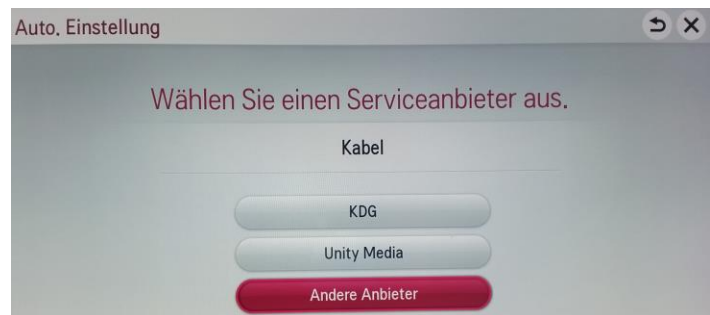 Auto. Einstellung
Wählen Sie einen Serviceanbieter aus.
Kabel
KDG
Unity Media
Andere Anbieter